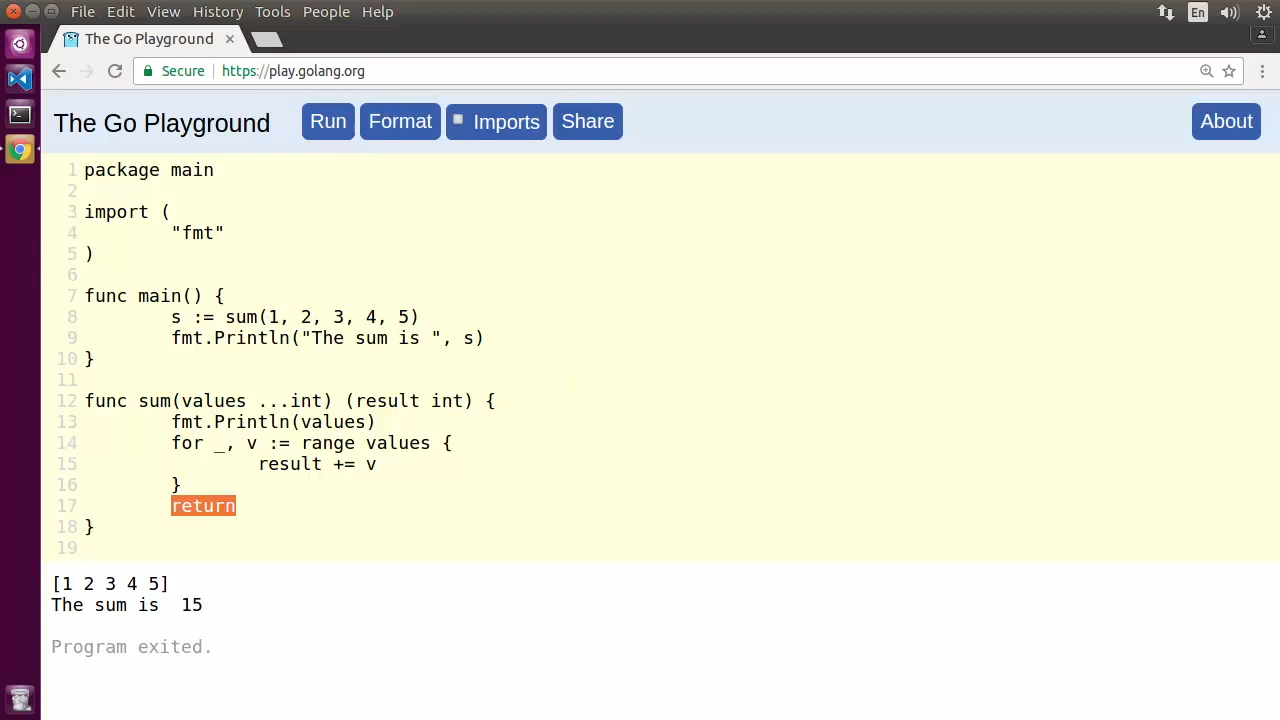 File Edit View History Tools People Help
En
The Go Playground
Secure https://play.golang.org
The Go Playground Run Format Imports Share About
1 package main
2
3 import (
4 "fmt"
5 )
6
7 func main() {
8 s := sum(1, 2, 3, 4, 5)
9 fmt.Println("The sum is ", s)
10 }
11
12 func sum(values ...int) (result int) {
13 fmt.Println(values)
14 for _, v := range values {
15 result += v
16 }
17 return
18 }
19
[1 2 3 4 5]
The sum is  15
Program exited.